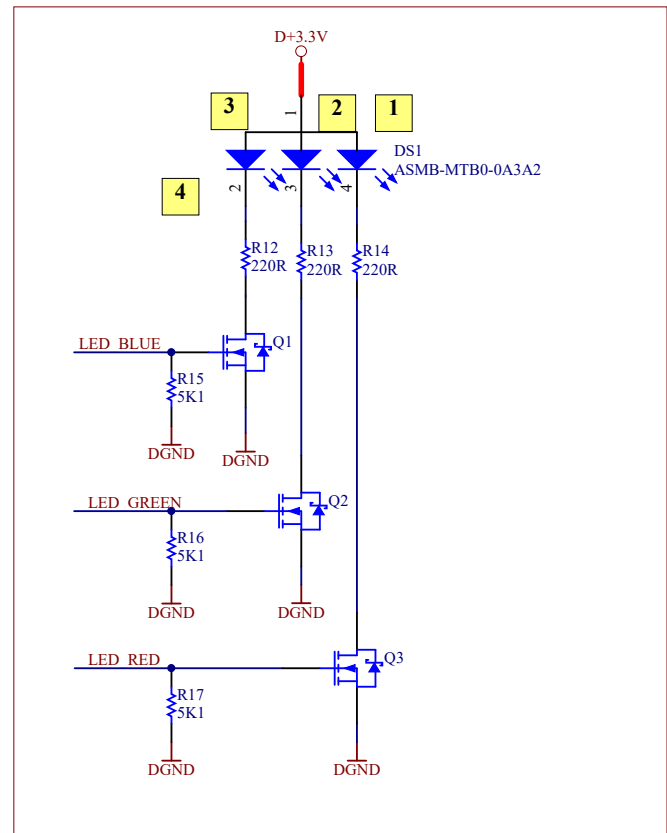 D+3.3V
3
2
1
1
DS1
ASMB-MTB0-0A3A2
4
2
3
4
R12
220R
R13
220R
R14
220R
LED_BLUE
Q1
R15
5K1
DGND
DGND
LED_GREEN
Q2
R16
5K1
DGND
DGND
LED_RED
Q3
R17
5K1
DGND
DGND